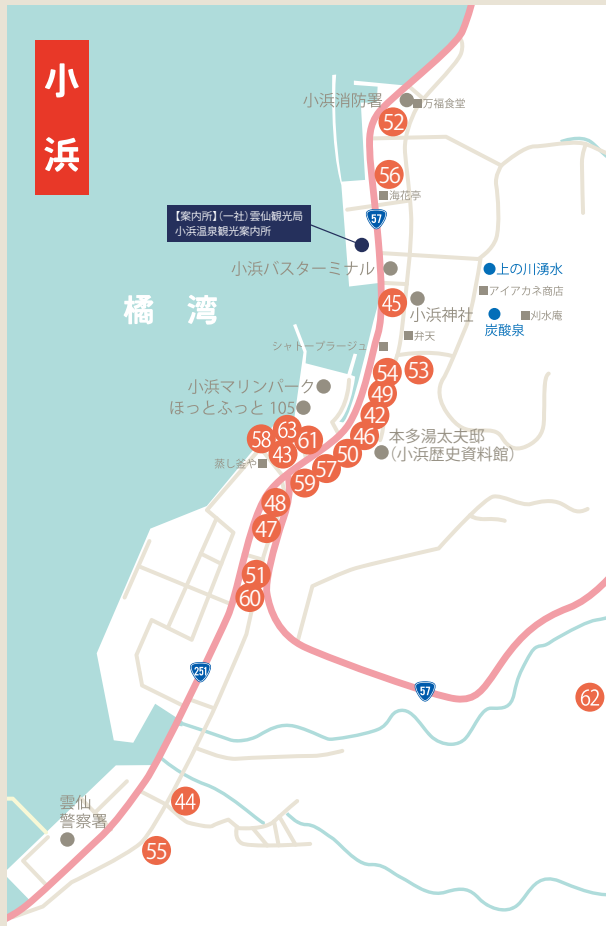 小
浜
小浜消防署
万福食堂
52
56
海花亭
【案内所】(一社)雲仙観光局
小浜温泉観光案内所
57
小浜バスターミナル
上の川湧水
アイアカネ商店
橘 湾
45
小浜神社
炭酸泉
刈水庵
弁天
シャトーブラージュ
54
53
小浜マリンパーク
49
ほっとふっと 105
42
58
63
61
46
本多湯太夫邸
(小浜歴史資料館)
43
50
蒸し釜や
57
59
48
47
51
60
251
57
62
44
雲仙
警察署
55